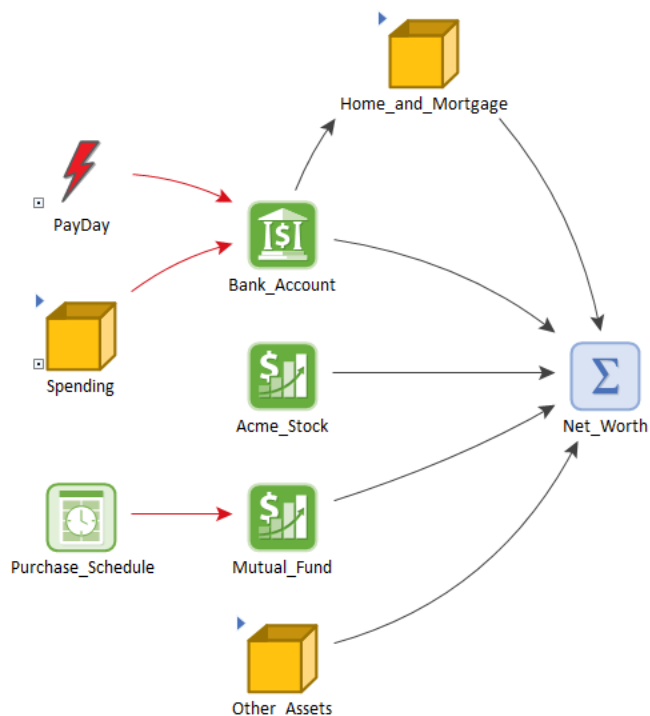 Home_and_Mortgage
PayDay
Bank_Account
Spending
Acme_Stock
Net_Worth
Purchase_Schedule
Mutual_Fund
Other_Assets
$
$
$
Σ